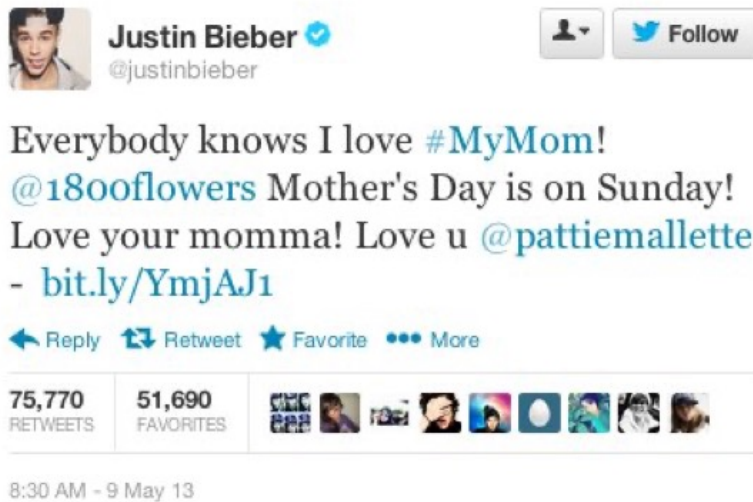 Justin Bieber
Follow
@justinbieber
Everybody knows I love #MyMom!
@1800flowers Mother's Day is on Sunday!
Love your momma! Love u @pattiemallette
- bit.ly/YmjAJ1
Reply Retweet Favorite More
75,770 51,690
RETWEETS FAVORITES
8:30 AM - 9 May 13